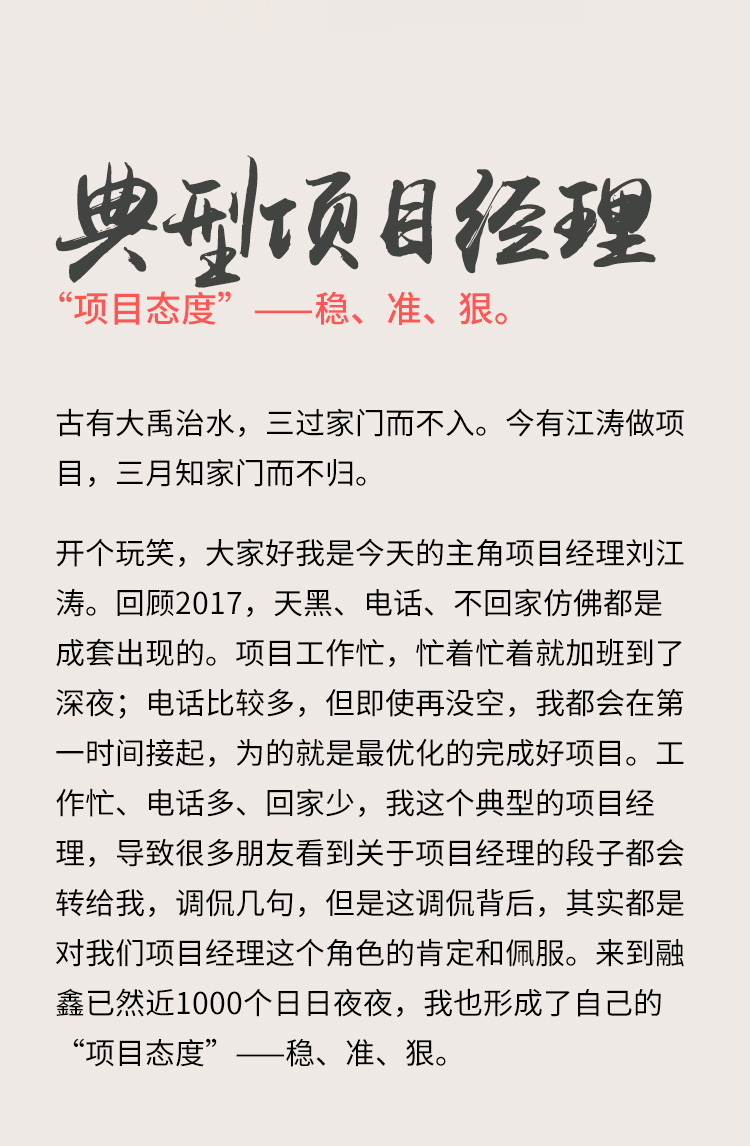 典型项目经理
“项目态度”——稳、准、狠。
古有大禹治水，三过家门而不入。今有江涛做项
目，三月知家门而不归。
开个玩笑，大家好我是今天的主角项目经理刘江
涛。回顾2017，天黑、电话、不回家仿佛都是
成套出现的。项目工作忙，忙着忙着就加班到了
深夜；电话比较多，但即使再没空，我都会在第
一时间接起，为的就是最优化的完成好项目。工
作忙、电话多、回家少，我这个典型的项目经
理，导致很多朋友看到关于项目经理的段子都会
转给我，调侃几句，但是这调侃背后，其实都是
对我们项目经理这个角色的肯定和佩服。来到融
鑫已然近1000个日日夜夜，我也形成了自己的
“项目态度”——稳、准、狠。